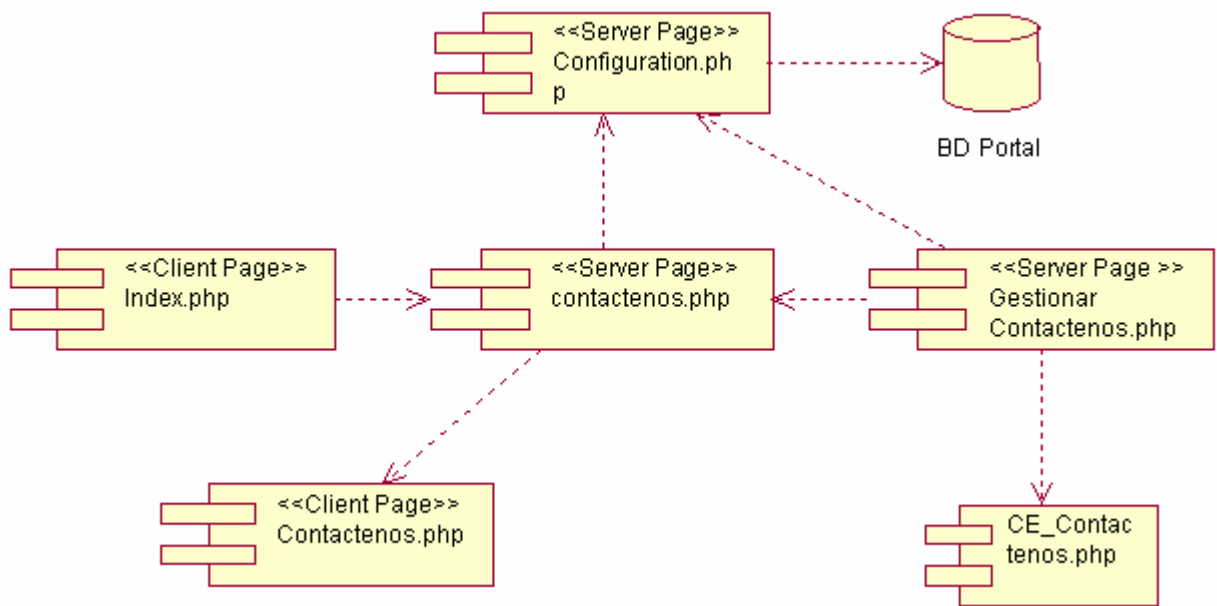 <<Server Page>>
Configuration.ph
p
BD Portal
<<Client Page>>
Index.php
<<Server Page>>
contactenos.php
<<Server Page >>
Gestionar
Contactenos.php
<<Client Page>>
Contactenos.php
CE_Contac
tenos.php